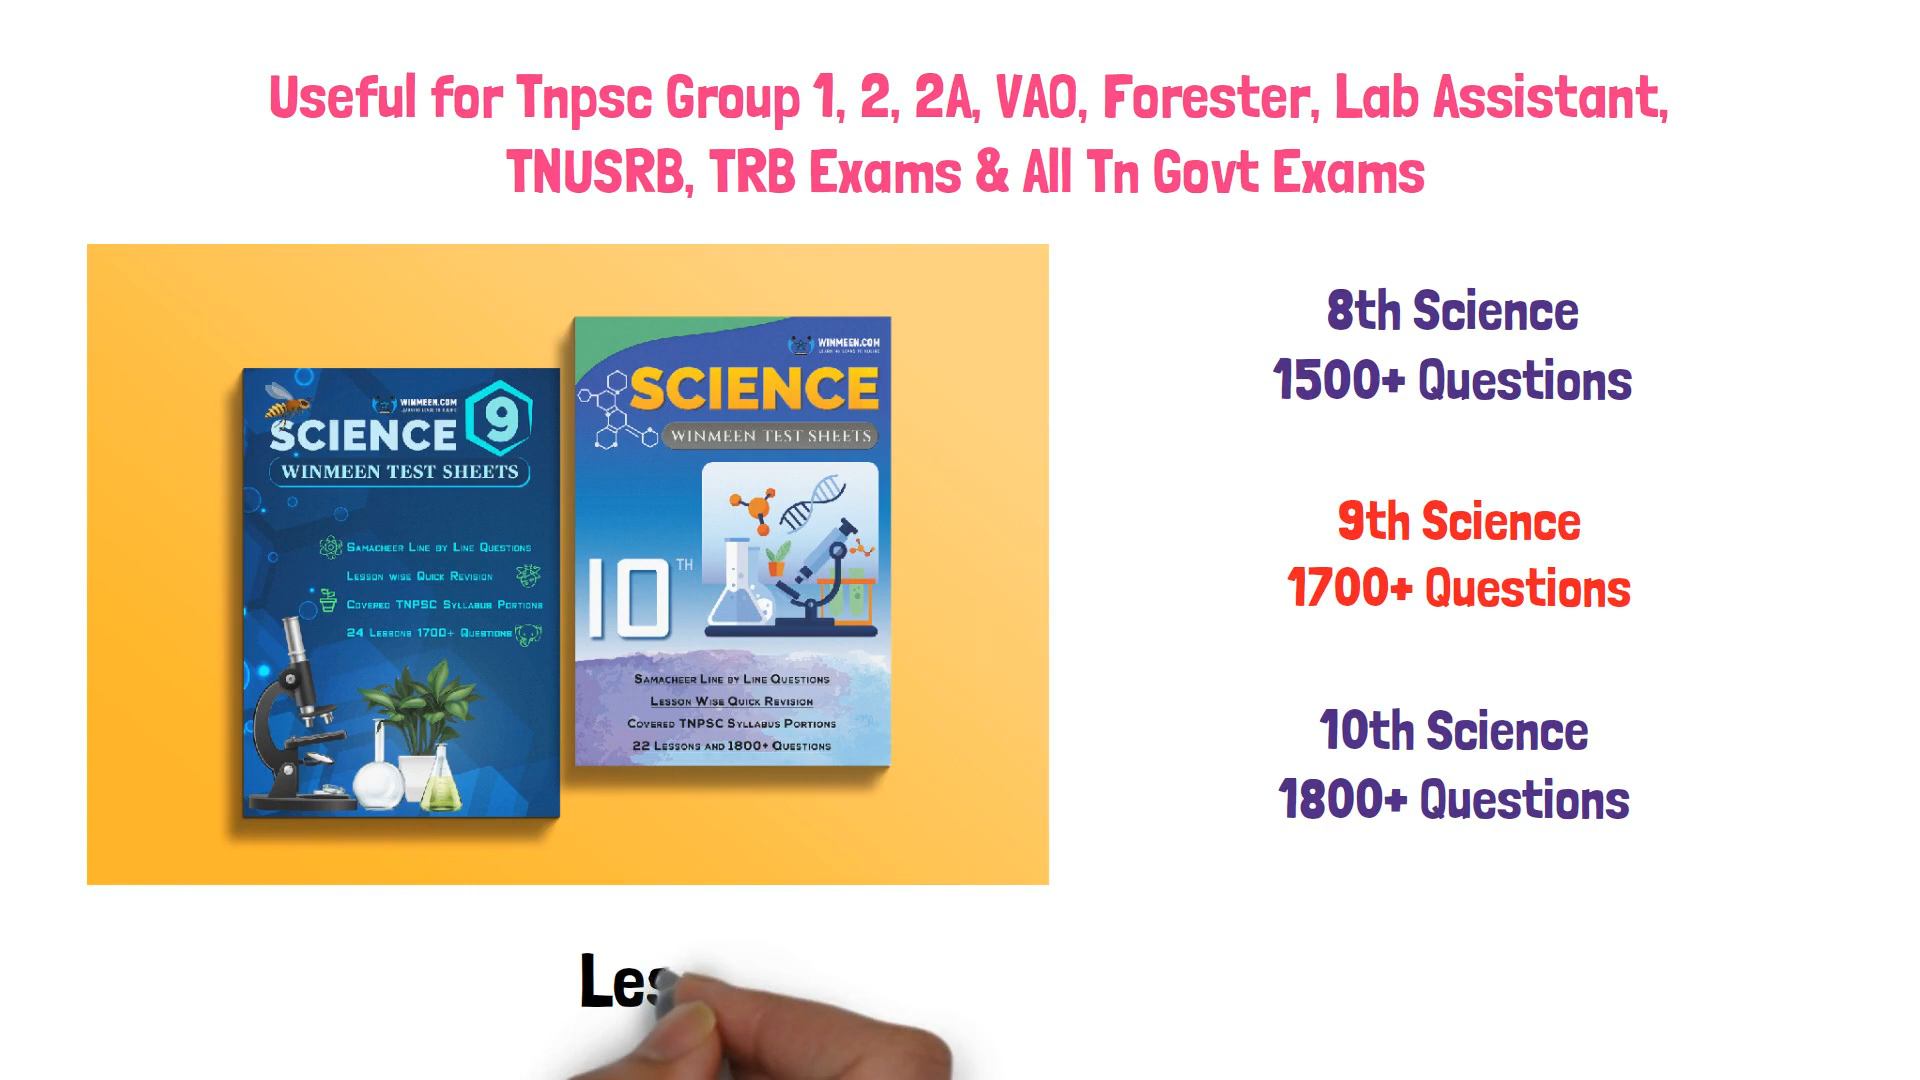 Useful for Tnpsc Group 1, 2, 2A, VAO, Forester, Lab Assistant,
TNUSRB, TRB Exams & All Tn Govt Exams
WINMEEN.COM
SCIENCE 9
WINMEEN TEST SHEETS
Samacheer Line by Line Questions
Lesson wise Quick Revision
Covered TNPSC Syllabus Portions
24 Lessons 1700+ Questions
WINMEEN.COM
SCIENCE
WINMEEN TEST SHEETS
10TH
Samacheer Line by Line Questions
Lesson Wise Quick Revision
Covered TNPSC Syllabus Portions
22 Lessons and 1800+ Questions
8th Science
1500+ Questions
9th Science
1700+ Questions
10th Science
1800+ Questions
Les